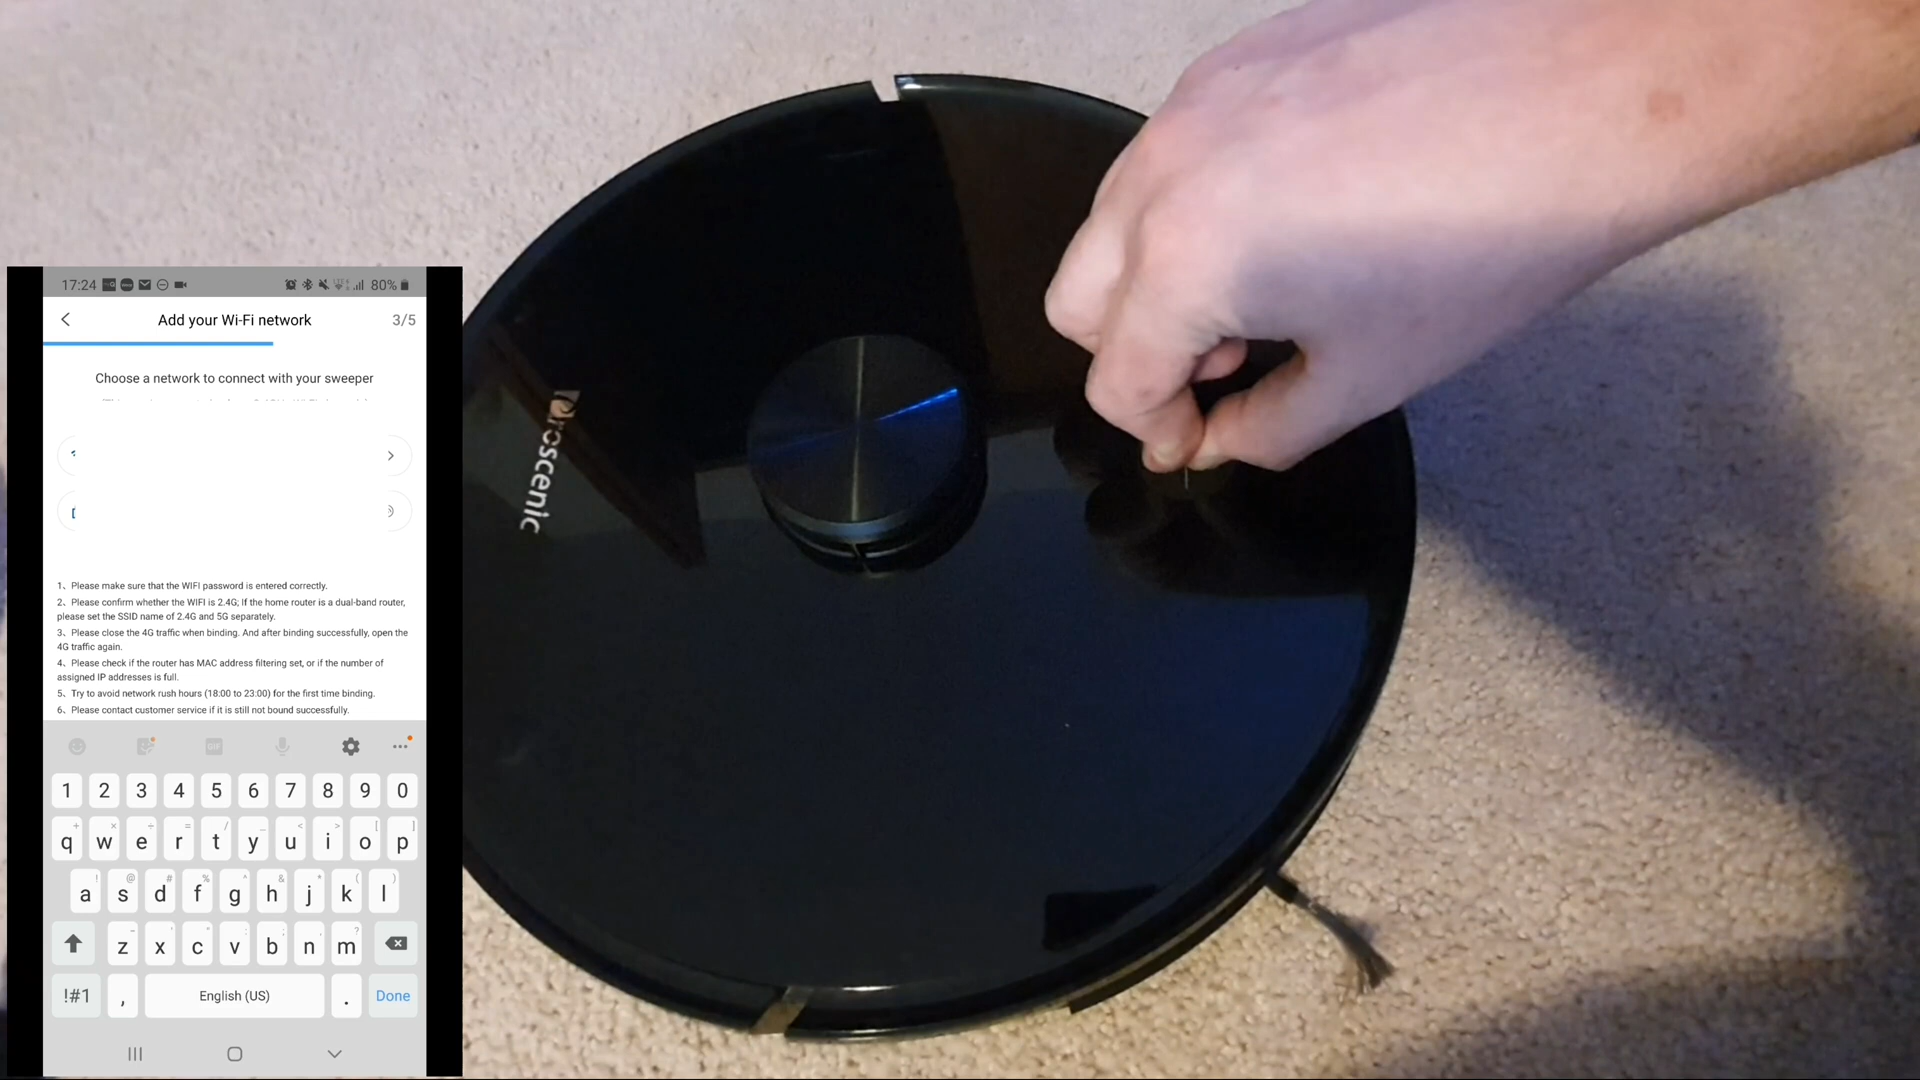 17:24
80%
Add your Wi-Fi network
3/5
Choose a network to connect with your sweeper
1、Please make sure that the WIFI password is entered correctly.
2、Please confirm whether the WIFI is 2.4G; If the home router is a dual-band router,
please set the SSID name of 2.4G and 5G separately.
3、Please close the 4G traffic when binding. And after binding successfully, open the
4G traffic again.
4、Please check if the router has MAC address filtering set, or if the number of
assigned IP addresses is full.
5、Try to avoid network rush hours (18:00 to 23:00) for the first time binding.
6、Please contact customer service if it is still not bound successfully.
GIF
1 2 3 4 5 6 7 8 9 0
q w e r t y u i o p
a s d f g h j k l
z x c v b n m
!#1 , English (US) . Done
proscenic